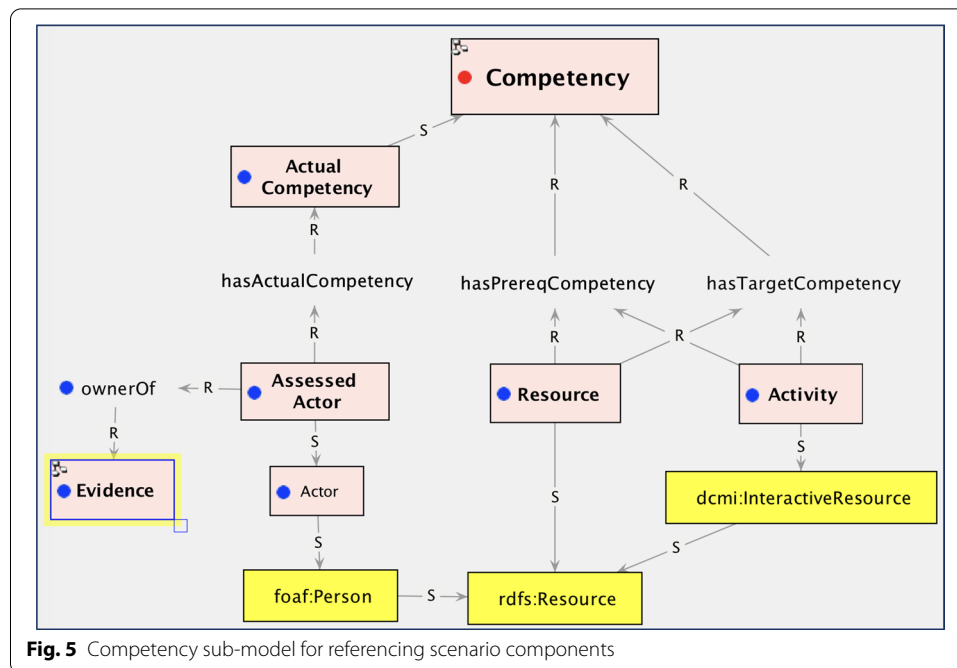 Competency
S
Actual
Competency
R
R
R
hasActualCompetency
hasPrereqCompetency
hasTargetCompetency
R
R
R
R
Assessed
Actor
Resource
Activity
ownerOf
R
R
S
S
Evidence
Actor
S
dcmi:InteractiveResource
S
S
foaf:Person
S
rdfs:Resource
Fig. 5 Competency sub-model for referencing scenario components